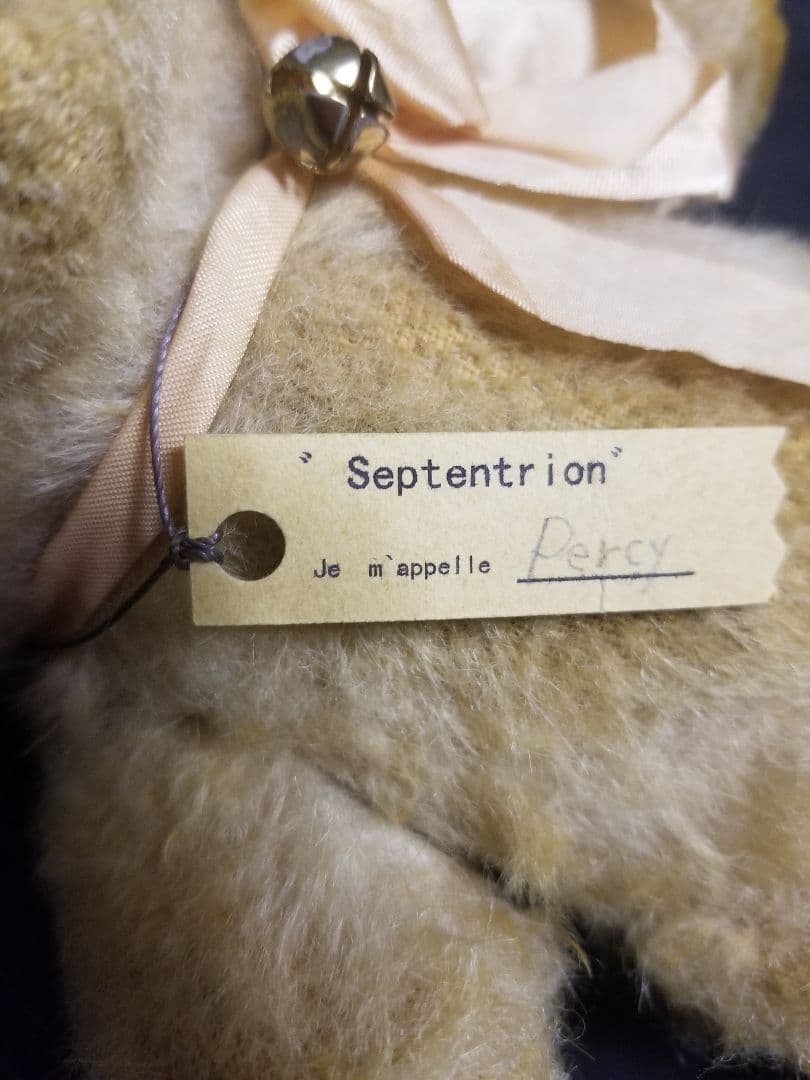 〝 Septentrion〞
Je m`appelle Percy